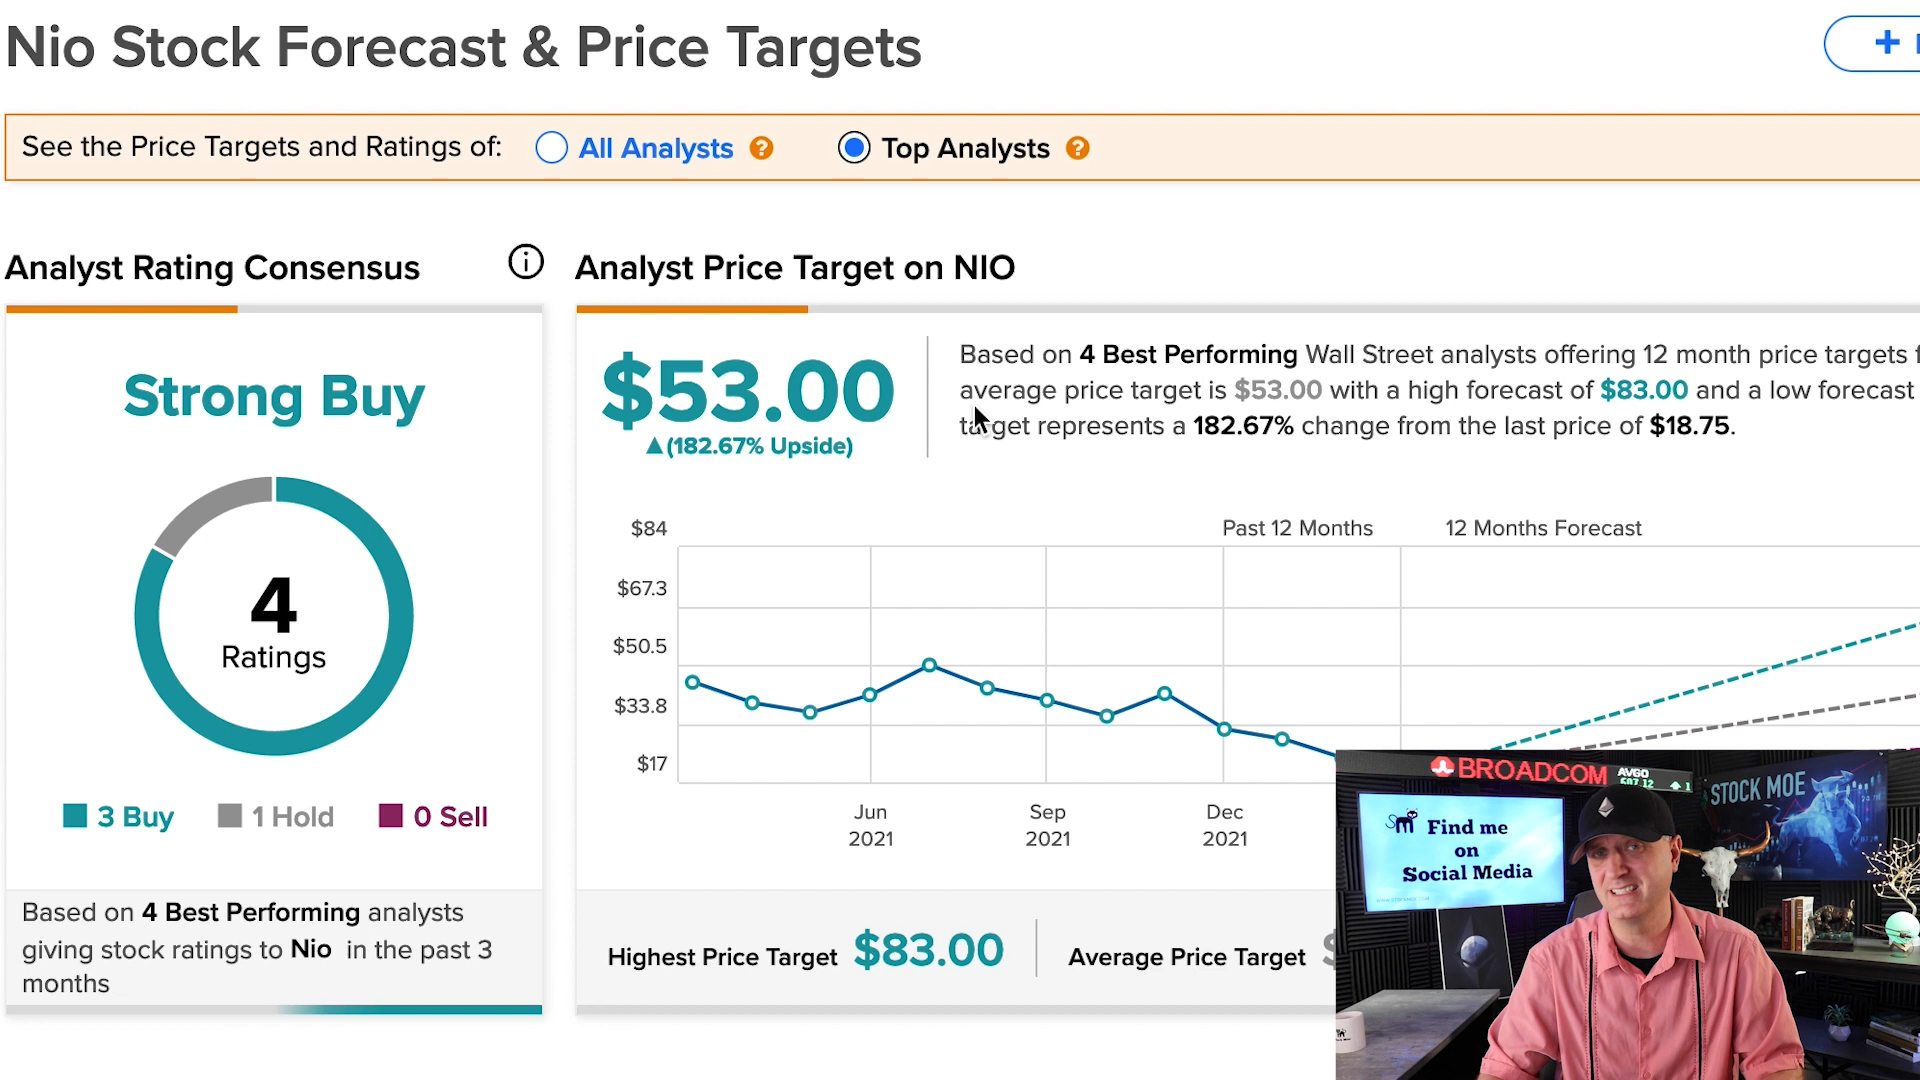 Nio Stock Forecast & Price Targets
See the Price Targets and Ratings of: All Analysts ? Top Analysts ?
Analyst Rating Consensus
Analyst Price Target on NIO
Strong Buy
4
Ratings
3 Buy 1 Hold 0 Sell
Based on 4 Best Performing analysts
giving stock ratings to Nio in the past 3
months
$53.00
▲(182.67% Upside)
Based on 4 Best Performing Wall Street analysts offering 12 month price targets
average price target is $53.00 with a high forecast of $83.00 and a low forecast
target represents a 182.67% change from the last price of $18.75.
Past 12 Months 12 Months Forecast
$84
$67.3
$50.5
$33.8
$17
Jun
2021
Sep
2021
Dec
2021
Highest Price Target $83.00
Average Price Target $
BROADCOM AVGO
607.12
1
STOCK MOE
SM Find me
on
Social Media